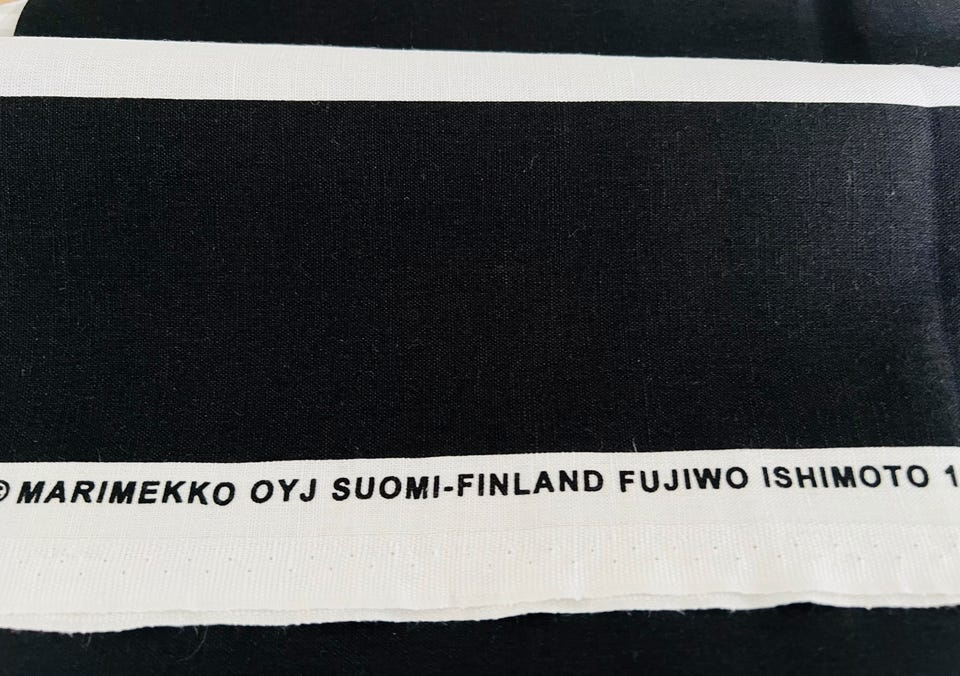 © MARIMEKKO OYJ SUOMI-FINLAND FUJIWO ISHIMOTO 1